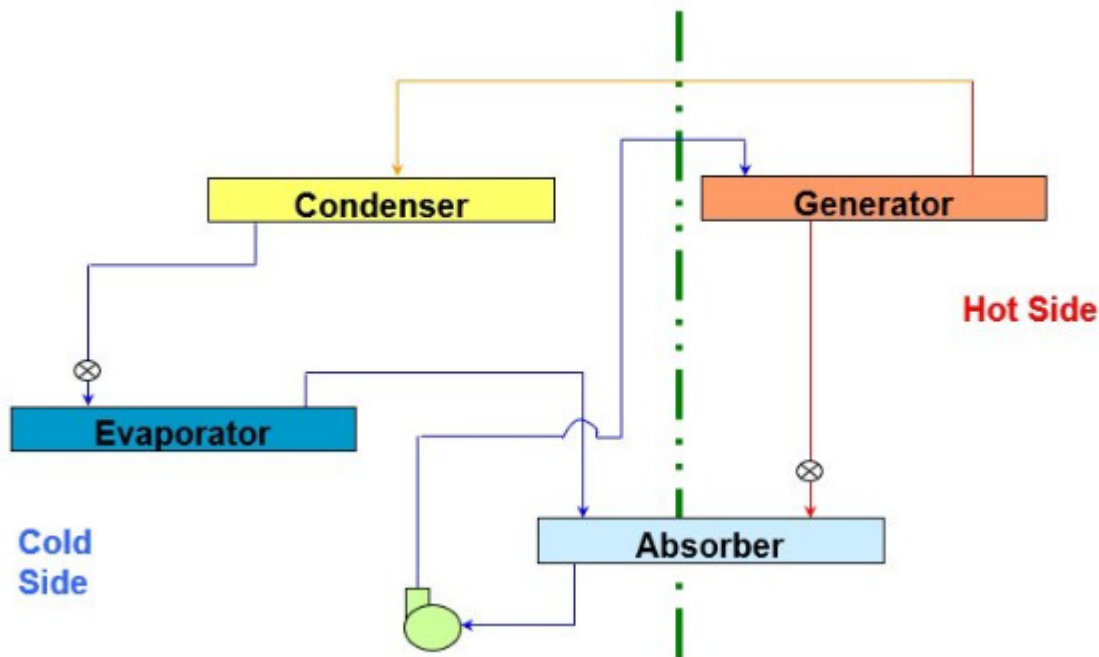 Condenser
Generator
Hot Side
Evaporator
Cold
Side
Absorber